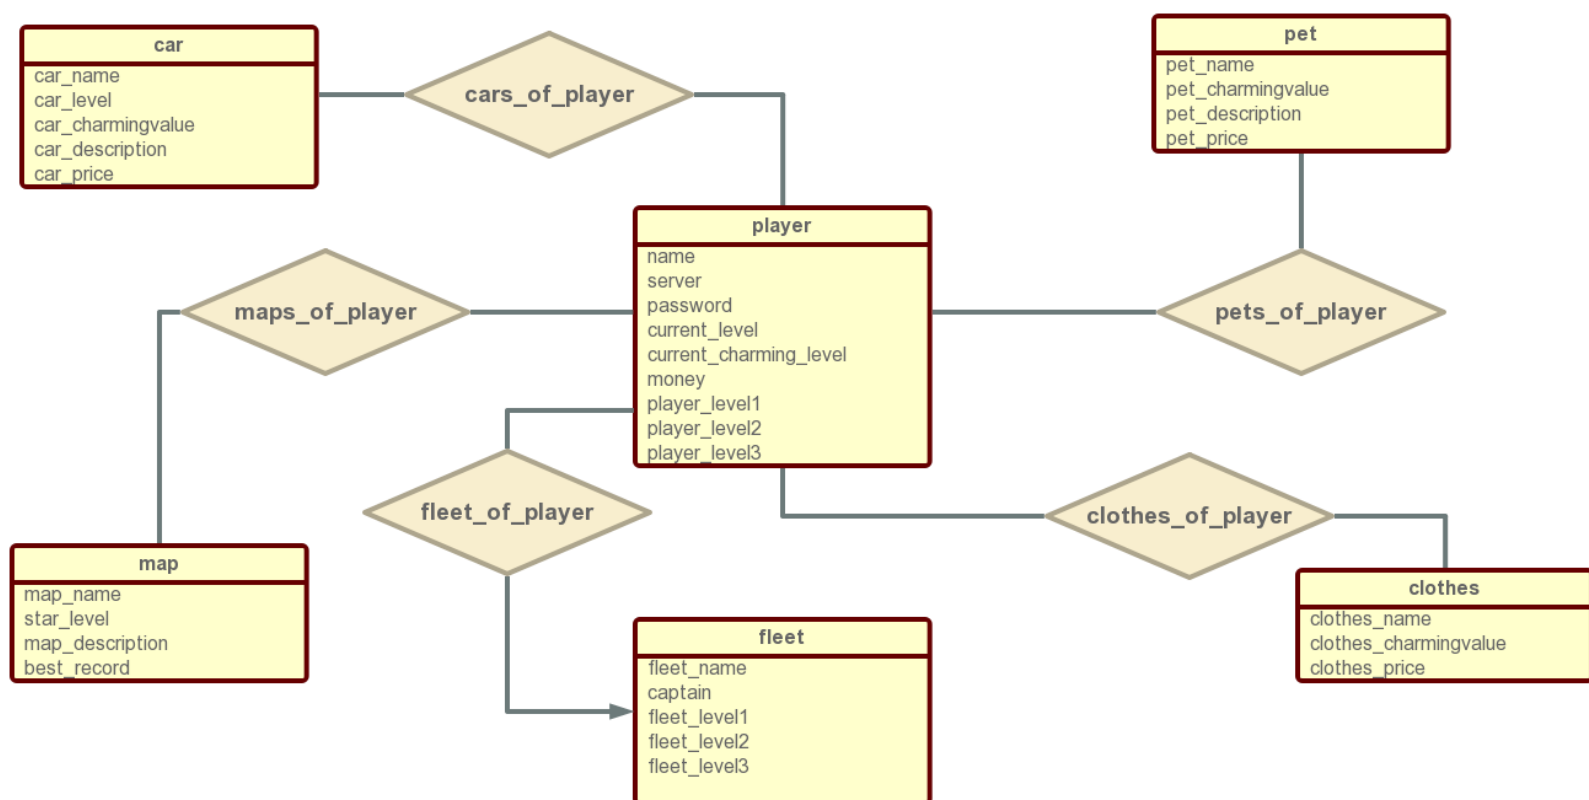 car
car_name
car_level
car_charmingvalue
car_description
car_price
cars_of_player
pet
pet_name
pet_charmingvalue
pet_description
pet_price
player
name
server
password
current_level
current_charming_level
money
player_level1
player_level2
player_level3
maps_of_player
pets_of_player
fleet_of_player
clothes_of_player
map
map_name
star_level
map_description
best_record
fleet
fleet_name
captain
fleet_level1
fleet_level2
fleet_level3
clothes
clothes_name
clothes_charmingvalue
clothes_price